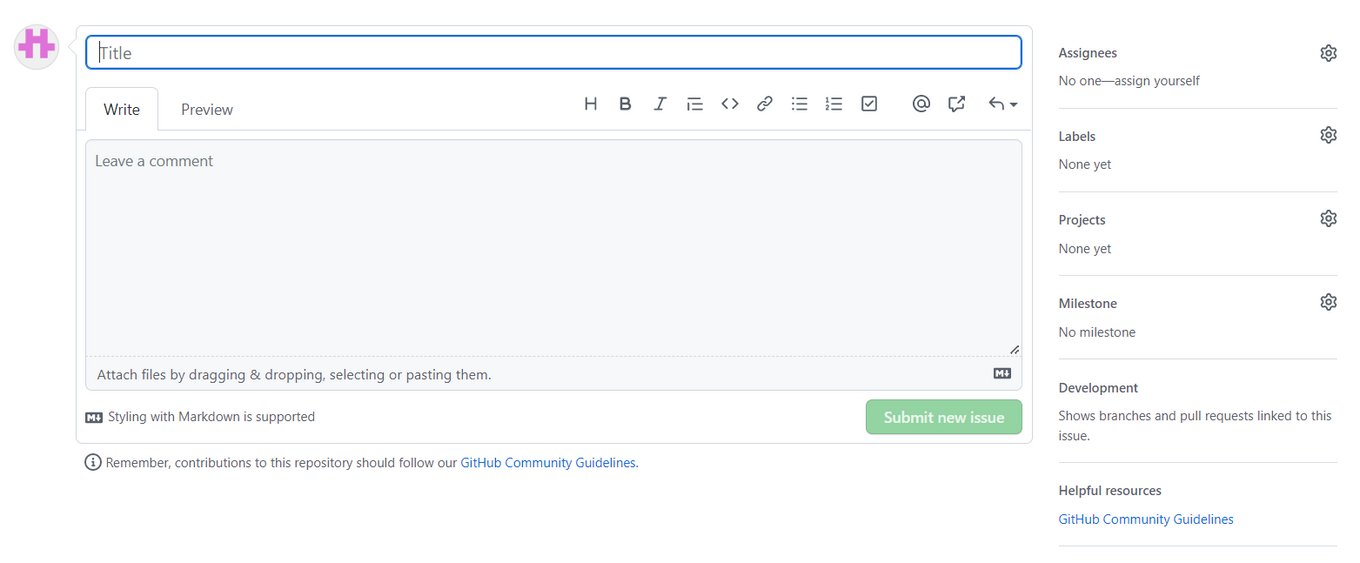 Title
Write
Preview
Leave a comment
Attach files by dragging & dropping, selecting or pasting them.
Styling with Markdown is supported
Submit new issue
Remember, contributions to this repository should follow our GitHub Community Guidelines.
Assignees
No one—assign yourself
Labels
None yet
Projects
None yet
Milestone
No milestone
Development
Shows branches and pull requests linked to this
issue.
Helpful resources
GitHub Community Guidelines